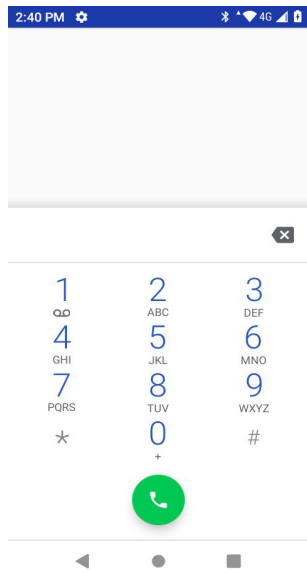 2:40 PM 4G
1 2 3
ABC DEF
4 5 6
GHI JKL MNO
7 8 9
PQRS TUV WXYZ
* 0 #
+